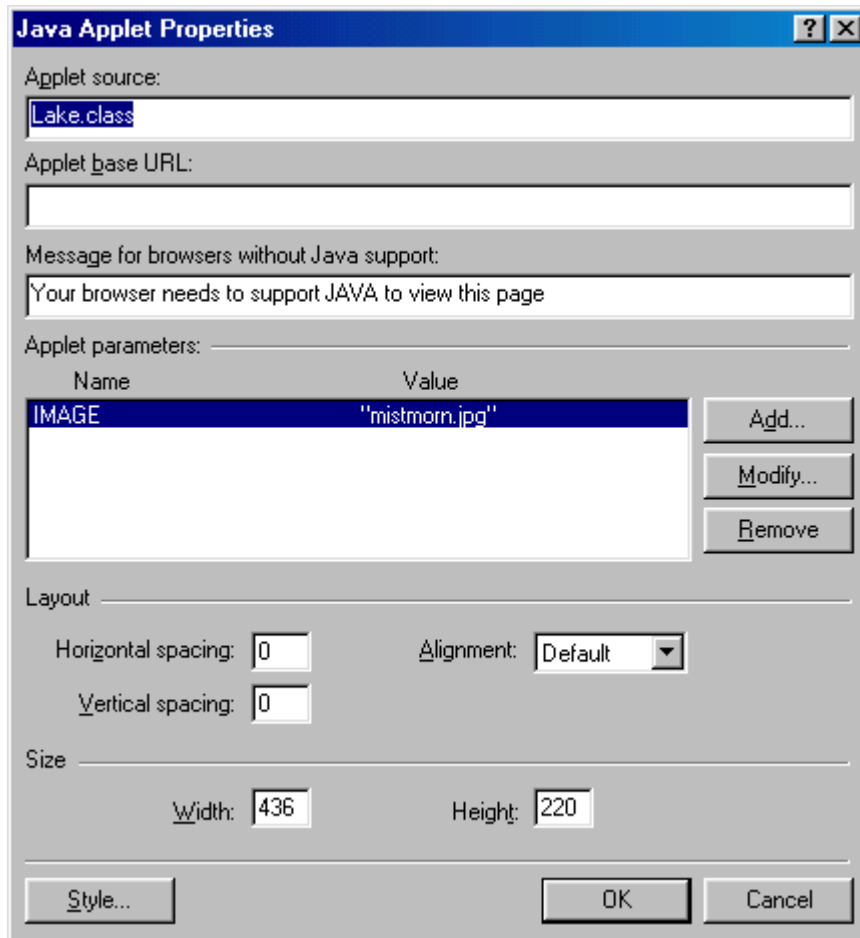 Java Applet Properties
Applet source:
Lake.class
Applet base URL:
Message for browsers without Java support:
Your browser needs to support JAVA to view this page
Applet parameters:
Name Value
IMAGE "mistmorn.jpg"
Add...
Modify...
Remove
Layout
Horizontal spacing: 0 Alignment: Default
Vertical spacing: 0
Size
Width: 436 Height: 220
Style... OK Cancel